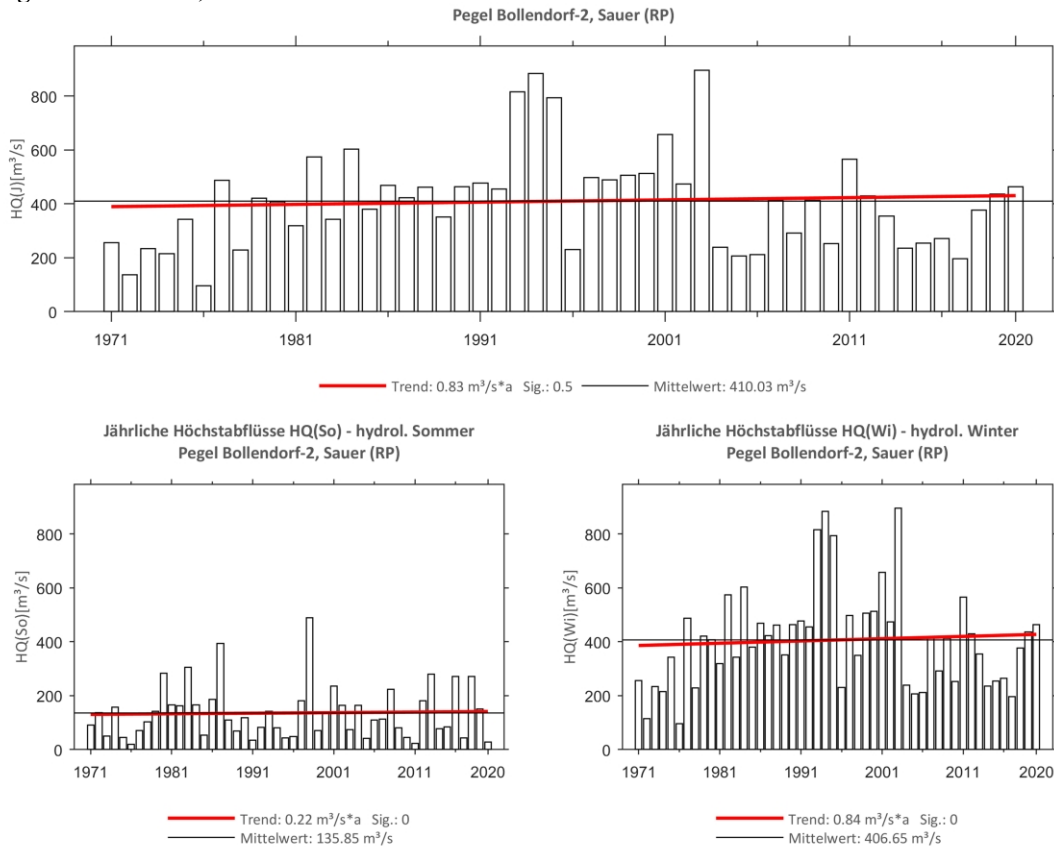 Pegel Bollendorf-2, Sauer (RP)
HQ(J)[m³/s]
800
600
400
200
0
1971 1981 1991 2001 2011 2020
Trend: 0.83 m³/s*a Sig.: 0.5 Mittelwert: 410.03 m³/s
Jährliche Höchstabflüsse HQ(So) - hydrol. Sommer
Pegel Bollendorf-2, Sauer (RP)
HQ(So)[m³/s]
800
600
400
200
0
1971 1981 1991 2001 2011 2020
Trend: 0.22 m³/s*a Sig.: 0
Mittelwert: 135.85 m³/s
Jährliche Höchstabflüsse HQ(Wi) - hydrol. Winter
Pegel Bollendorf-2, Sauer (RP)
HQ(Wi)[m³/s]
800
600
400
200
0
1971 1981 1991 2001 2011 2020
Trend: 0.84 m³/s*a Sig.: 0
Mittelwert: 406.65 m³/s